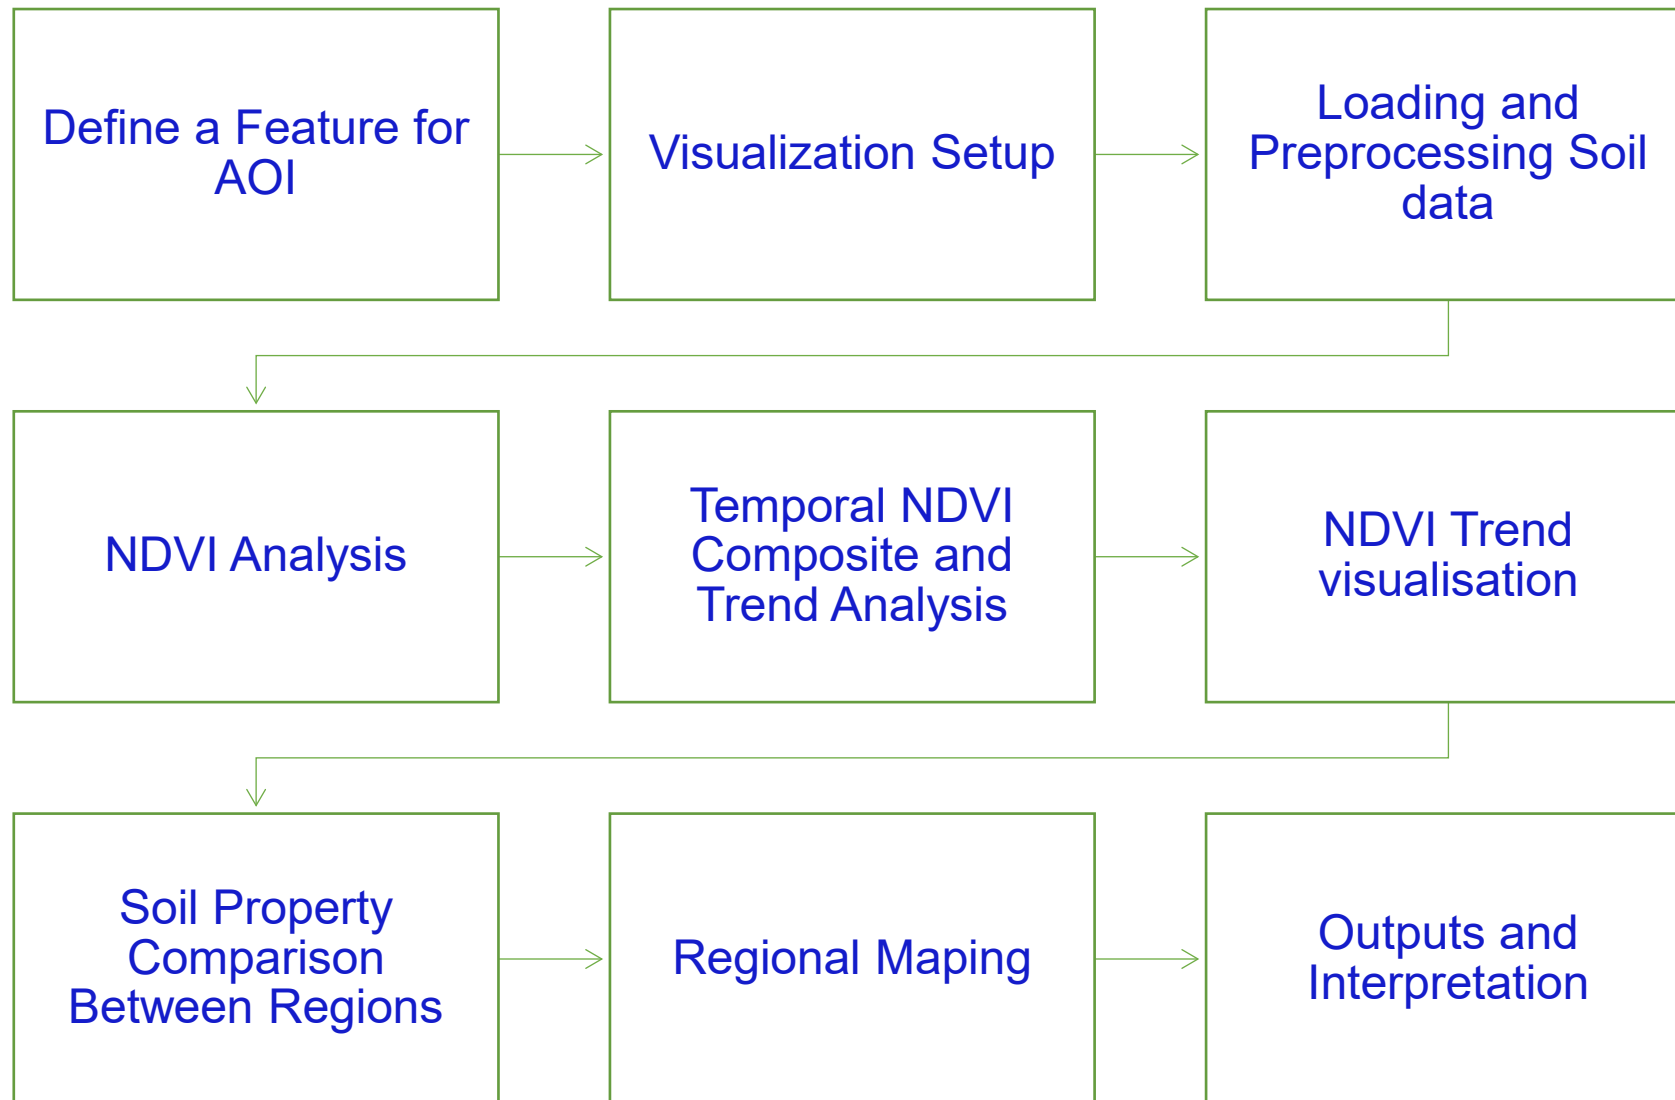 Define a Feature for
AOI
Visualization Setup
Loading and
Preprocessing Soil
data
NDVI Analysis
Temporal NDVI
Composite and
Trend Analysis
NDVI Trend
visualisation
Soil Property
Comparison
Between Regions
Regional Maping
Outputs and
Interpretation